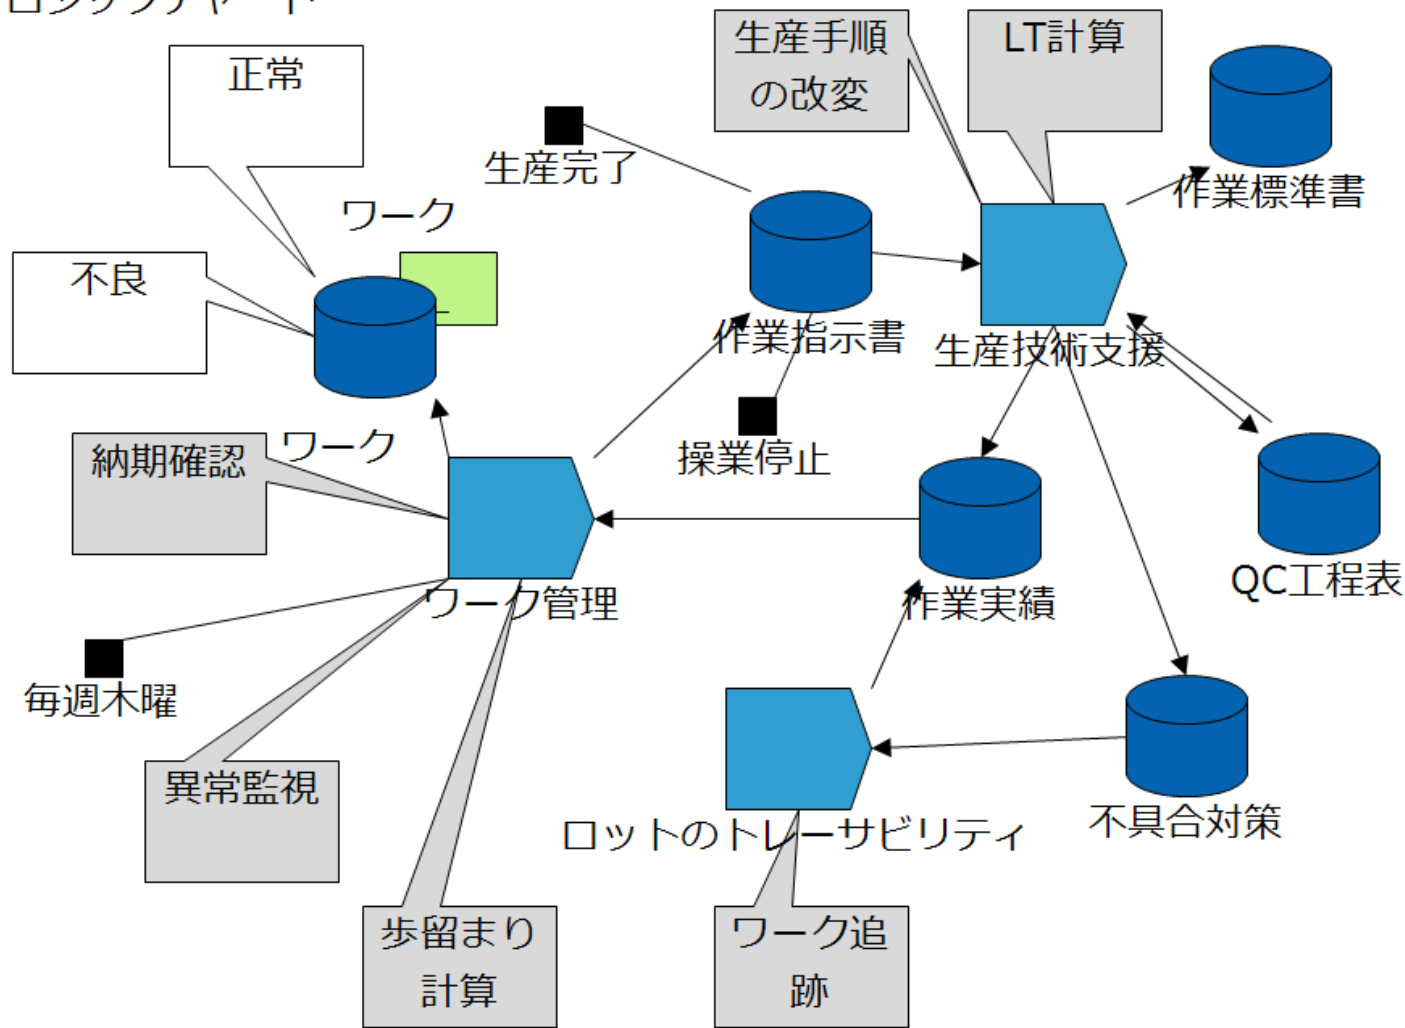 正常
生産手順
の改変
LT計算
生産完了
作業標準書
ワーク
不良
作業指示書
生産技術支援
納期確認
ワーク
操業停止
QC工程表
ワーク管理
作業実績
毎週木曜
異常監視
ロットのトレーサビリティ
不具合対策
歩留まり
計算
ワーク追
跡